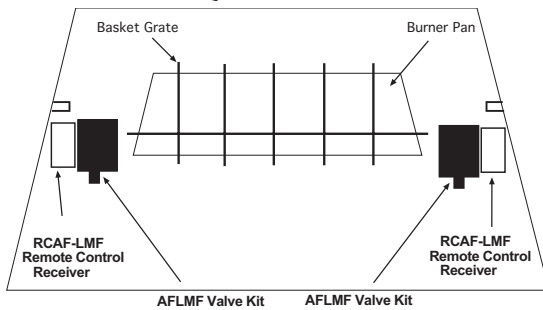 Basket Grate
Burner Pan
RCAF-LMF
Remote Control
Receiver
RCAF-LMF
Remote Control
Receiver
AFLMF Valve Kit
AFLMF Valve Kit